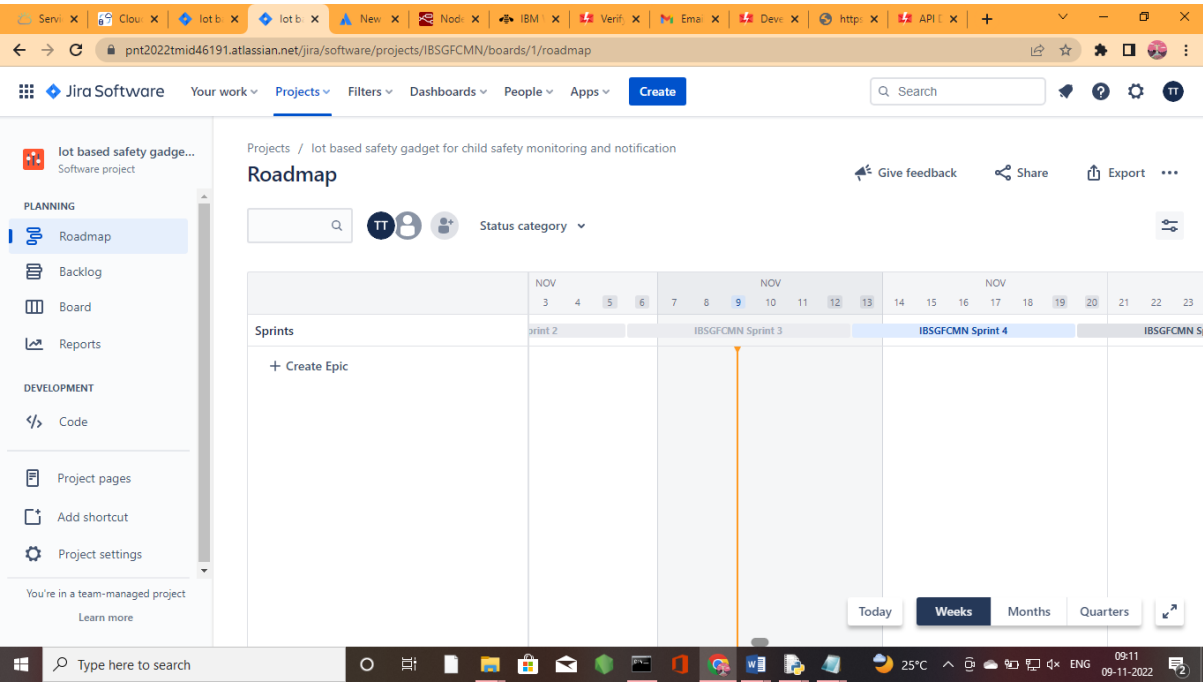 Servi
Clou
Iot b
Iot b
New
Node
IBM
Verify
Emai
Deve
https
API D
pnt2022tmid46191.atlassian.net/jira/software/projects/IBSGFCMN/boards/1/roadmap
Jira Software
Your work
Projects
Filters
Dashboards
People
Apps
Create
Search
TT
Iot based safety gadge...
Software project
PLANNING
Roadmap
Backlog
Board
Reports
DEVELOPMENT
Code
Project pages
Add shortcut
Project settings
You're in a team-managed project
Learn more
Projects / Iot based safety gadget for child safety monitoring and notification
Roadmap
Give feedback
Share
Export
TT
Status category
NOV NOV NOV
3 4 5 6 7 8 9 10 11 12 13 14 15 16 17 18 19 20 21 22 23
Sprints
print 2
IBSGFCMN Sprint 3
IBSGFCMN Sprint 4
IBSGFCMN S
Create Epic
Today
Weeks
Months
Quarters
Type here to search
25°C
ENG
09:11
09-11-2022
2